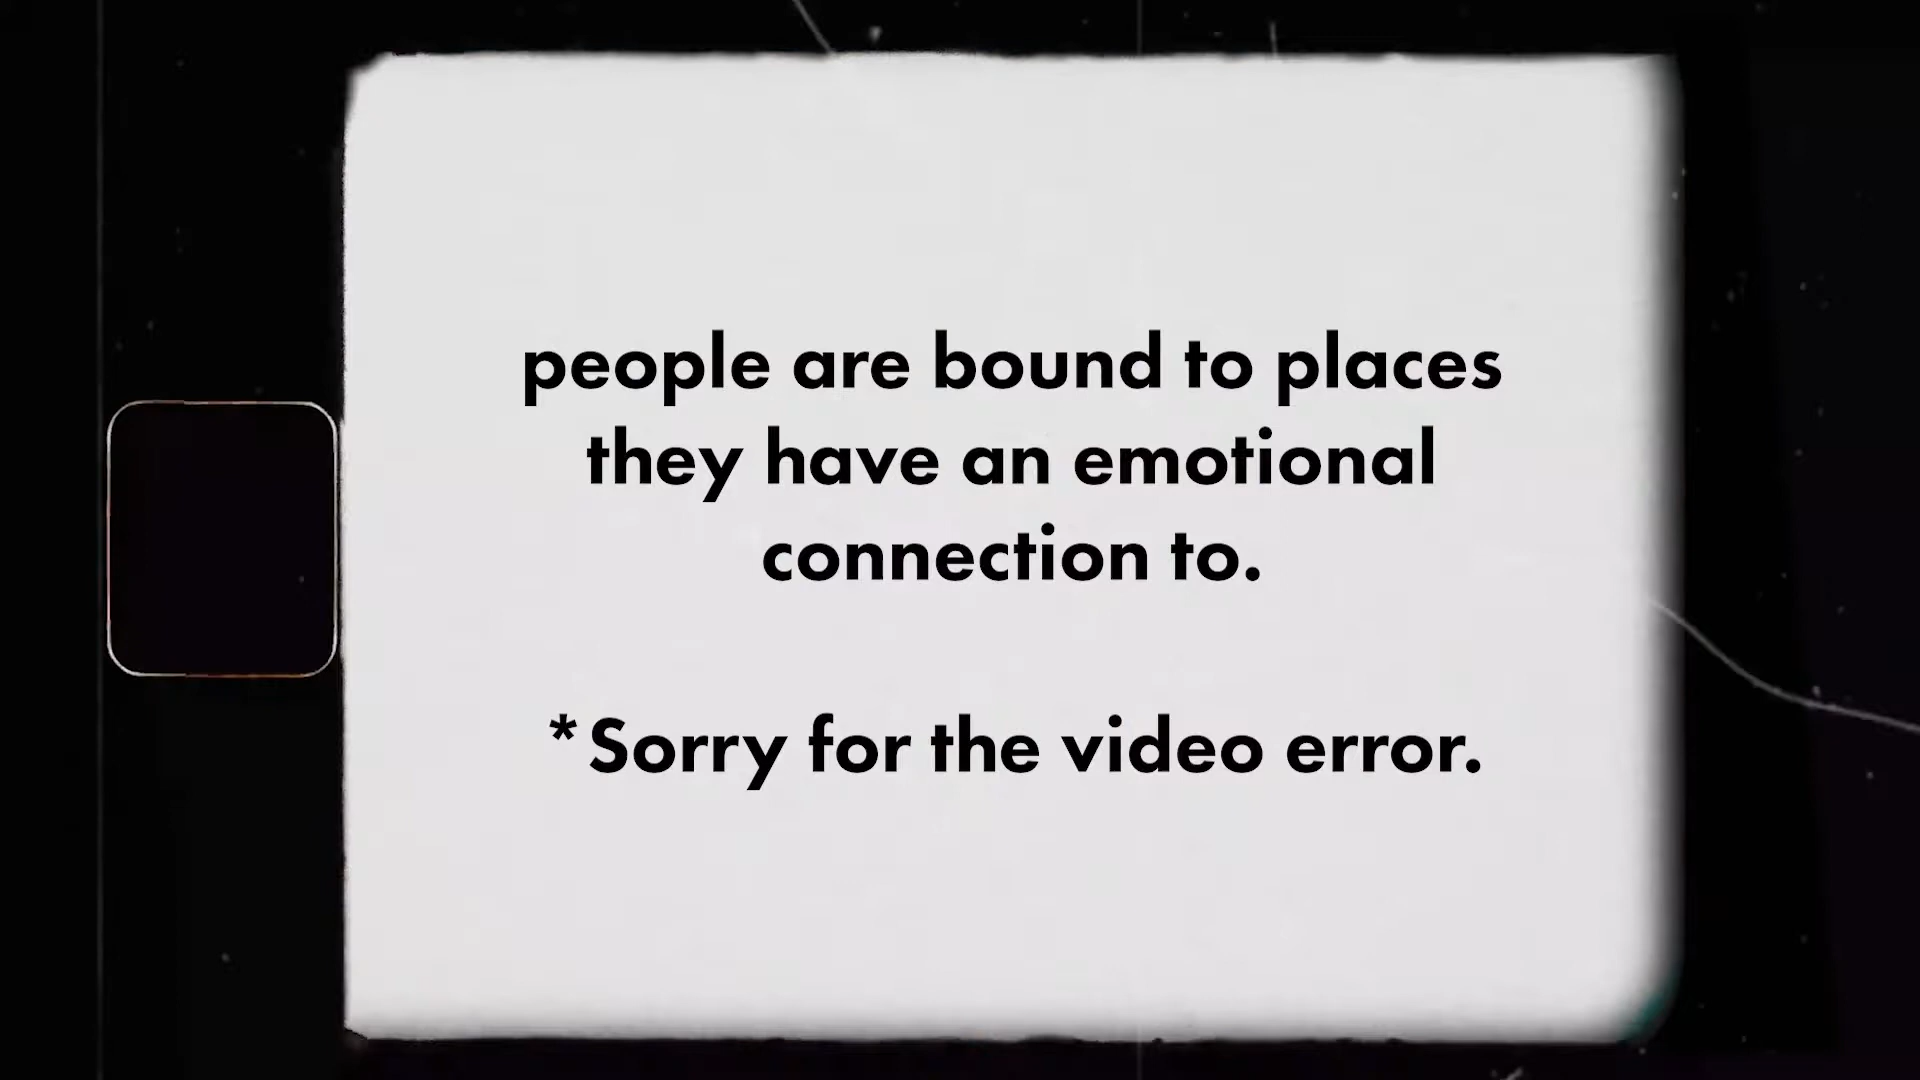 people are bound to places
they have an emotional
connection to.
*Sorry for the video error.